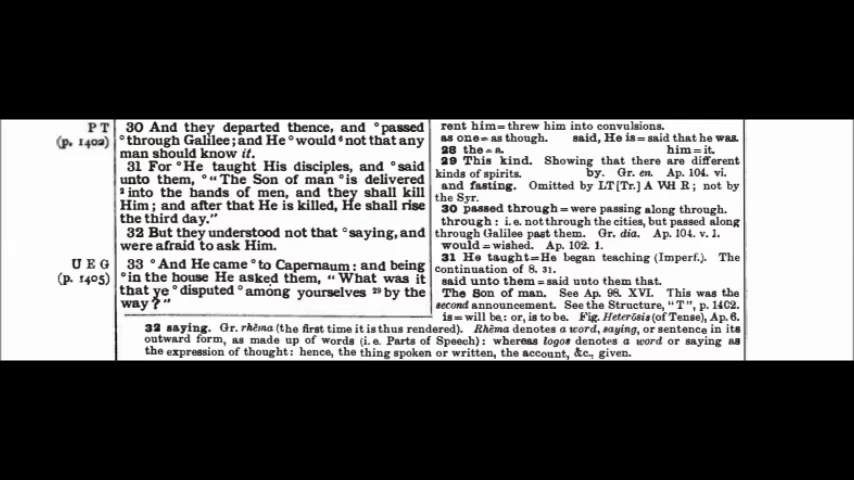 P T
(p. 1402)
30 And they departed thence, and °passed
°through Galilee; and He °would ⁶not that any
man should know it.
31 For °He taught His disciples, and °said
unto them, °"The Son of man °is delivered
²into the hands of men, and they shall kill
Him; and after that He is killed, He shall rise
the third day."
32 But they understood not that °saying, and
were afraid to ask Him.
U E G
(p. 1405)
33 °And He came °to Capernaum: and being
°in the house He asked them, "What was it
that ye °disputed °among yourselves ²⁹by the
way?"
rent him=threw him into convulsions.
as one=as though. said, He is=said that he was.
28 the=a. him=it.
29 This kind. Showing that there are different
kinds of spirits. by. Gr. en. Ap. 104. vi.
and fasting. Omitted by LT[Tr.] A WH R; not by
the Syr.
30 passed through=were passing along through.
through: i.e. not through the cities, but passed along
through Galilee past them. Gr. dia. Ap. 104. v. 1.
would=wished. Ap. 102. 1.
31 He taught=He began teaching (Imperf.). The
continuation of 8. 31.
said unto them=said unto them that.
The Son of man. See Ap. 98. XVI. This was the
second announcement. See the Structure, "T", p. 1402.
is=will be: or, is to be. Fig. Heterōsis (of Tense), Ap. 6.
32 saying. Gr. rhēma (the first time it is thus rendered). Rhēma denotes a word, saying, or sentence in its
outward form, as made up of words (i.e. Parts of Speech): whereas logos denotes a word or saying as
the expression of thought: hence, the thing spoken or written, the account, &c., given.